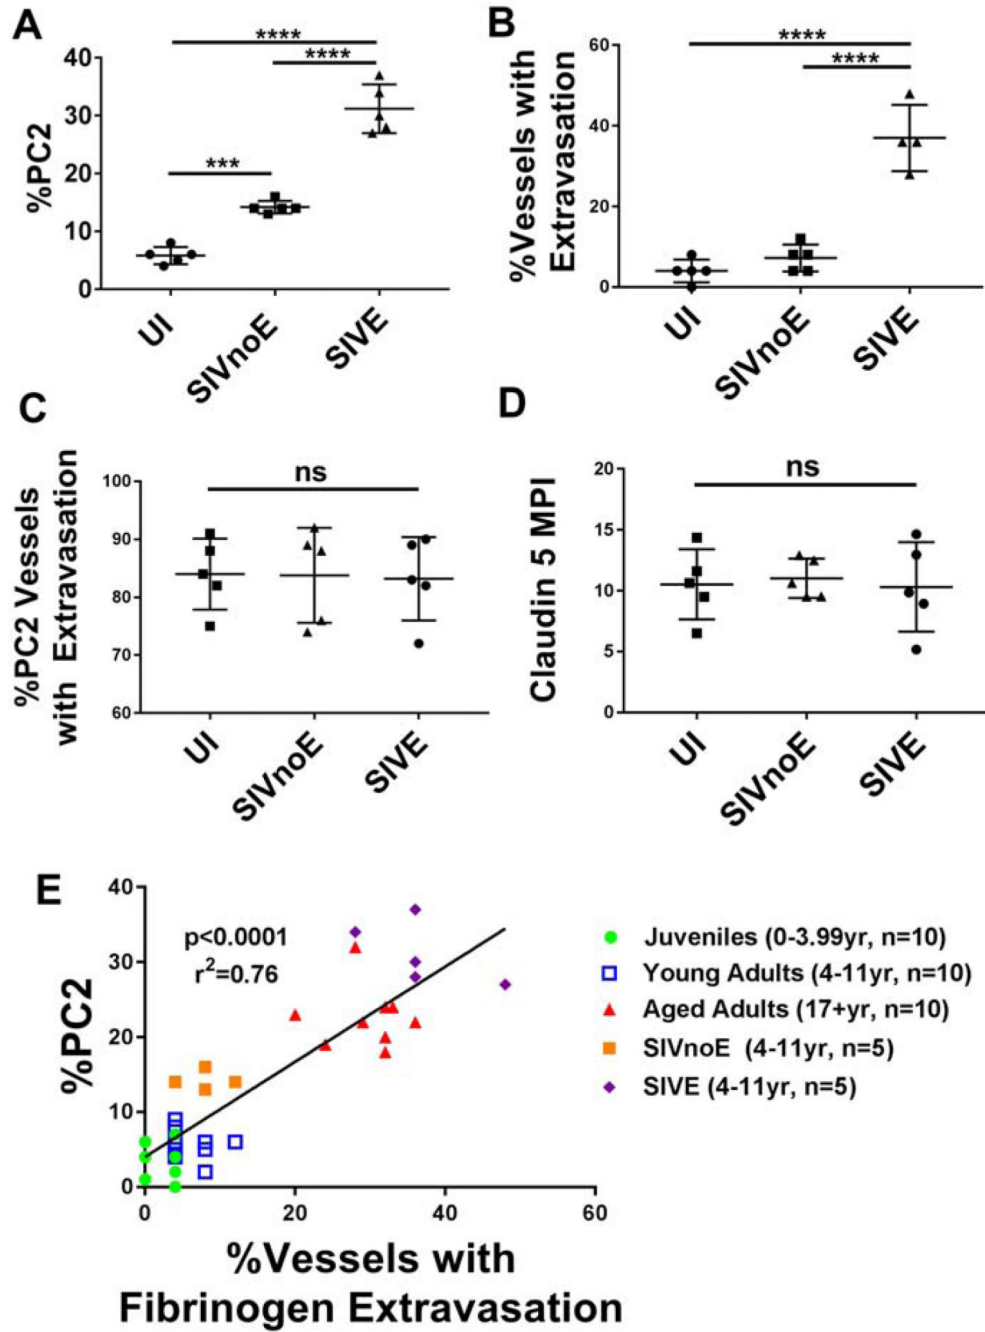 A
%PC2
40
30
20
10
0
****
****
***
UI
SIVnoE
SIVE
B
%Vessels with
Extravasation
60
40
20
0
****
****
UI
SIVnoE
SIVE
C
%PC2 Vessels
with Extravasation
100
90
80
70
60
ns
UI
SIVnoE
SIVE
D
Claudin 5 MPI
20
15
10
5
0
ns
UI
SIVnoE
SIVE
E
%PC2
40
30
20
10
0
p<0.0001
r²=0.76
0 20 40 60
%Vessels with
Fibrinogen Extravasation
Juveniles (0-3.99yr, n=10)
Young Adults (4-11yr, n=10)
Aged Adults (17+yr, n=10)
SIVnoE (4-11yr, n=5)
SIVE (4-11yr, n=5)